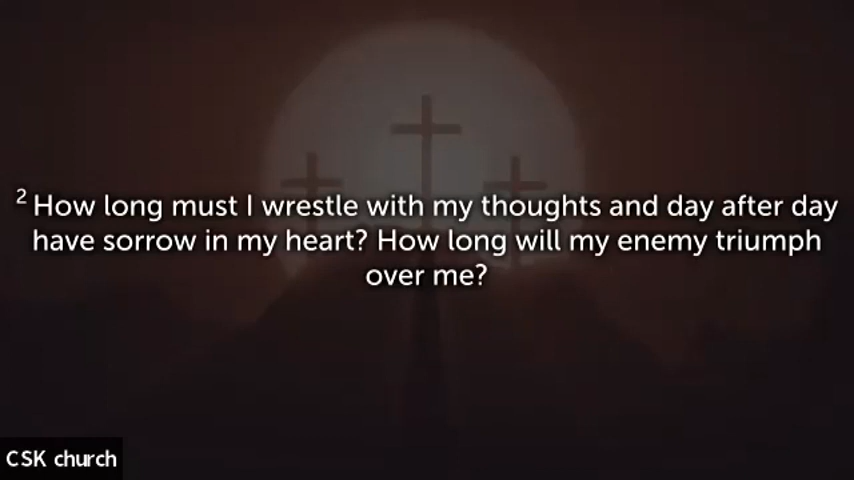 2 How long must I wrestle with my thoughts and day after day
have sorrow in my heart? How long will my enemy triumph
over me?
CSK church